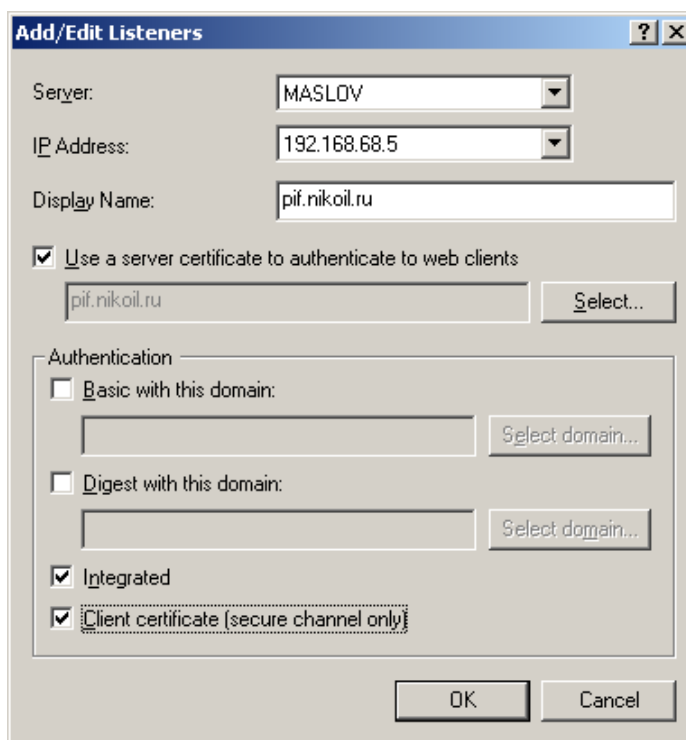 Add/Edit Listeners
Server: MASLOV
IP Address: 192.168.68.5
Display Name: pif.nikoil.ru
Use a server certificate to authenticate to web clients
pif.nikoil.ru Select...
Authentication
Basic with this domain:
Select domain...
Digest with this domain:
Select domain...
Integrated
Client certificate (secure channel only)
OK Cancel